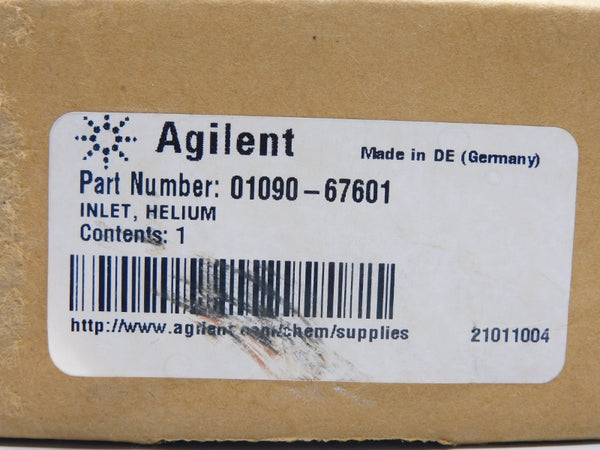 Agilent
Made in DE (Germany)
Part Number: 01090-67601
INLET, HELIUM
Contents: 1
http://www.agilent.com/chem/supplies
21011004